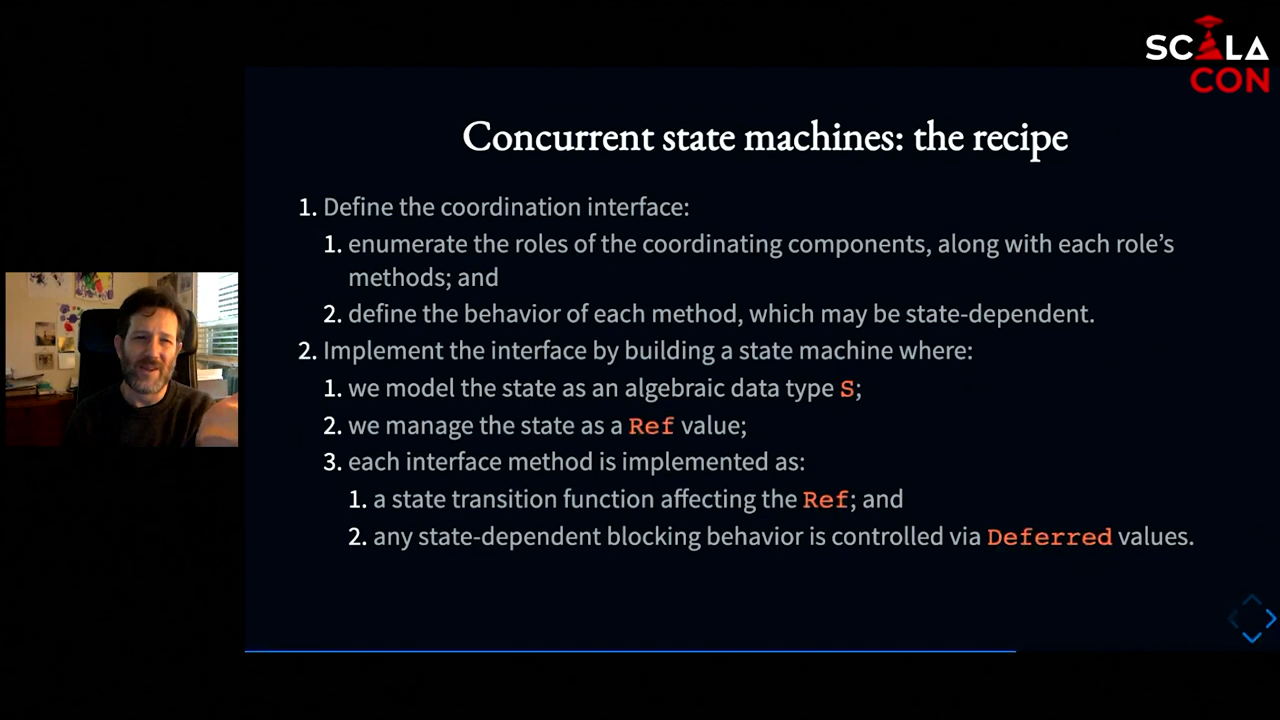 SCALA
CON
Concurrent state machines: the recipe
1. Define the coordination interface:
1. enumerate the roles of the coordinating components, along with each role’s
methods; and
2. define the behavior of each method, which may be state-dependent.
2. Implement the interface by building a state machine where:
1. we model the state as an algebraic data type S;
2. we manage the state as a Ref value;
3. each interface method is implemented as:
1. a state transition function affecting the Ref; and
2. any state-dependent blocking behavior is controlled via Deferred values.